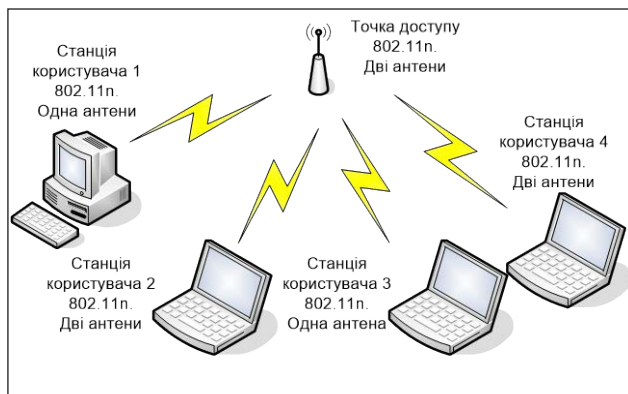 Точка доступу
802.11n.
Дві антени
Станція
користувача 1
802.11n.
Одна антени
Станція
користувача 4
802.11n.
Дві антени
Станція
користувача 2
802.11n.
Дві антени
Станція
користувача 3
802.11n.
Одна антена